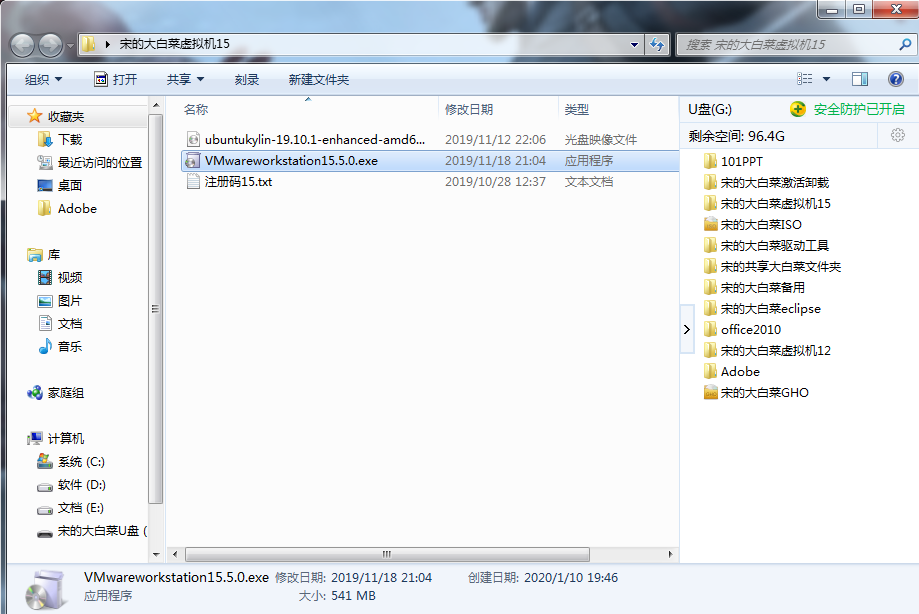 宋的大白菜虚拟机15
搜索 宋的大白菜虚拟机15
组织 打开 共享 刻录 新建文件夹
收藏夹
下载
最近访问的位置
桌面
Adobe
库
视频
图片
文档
音乐
家庭组
计算机
系统 (C:)
软件 (D:)
文档 (E:)
宋的大白菜U盘 (
名称 修改日期 类型
ubuntukylin-19.10.1-enhanced-amd6... 2019/11/12 22:06 光盘映像文件
VMwareworkstation15.5.0.exe 2019/11/18 21:04 应用程序
注册码15.txt 2019/10/28 12:37 文本文档
U盘(G:) 安全防护已开启
剩余空间: 96.4G
101PPT
宋的大白菜激活卸载
宋的大白菜虚拟机15
宋的大白菜ISO
宋的大白菜驱动工具
宋的共享大白菜文件夹
宋的大白菜备用
宋的大白菜eclipse
office2010
宋的大白菜虚拟机12
Adobe
宋的大白菜GHO
VMwareworkstation15.5.0.exe 修改日期: 2019/11/18 21:04 创建日期: 2020/1/10 19:46
应用程序 大小: 541 MB